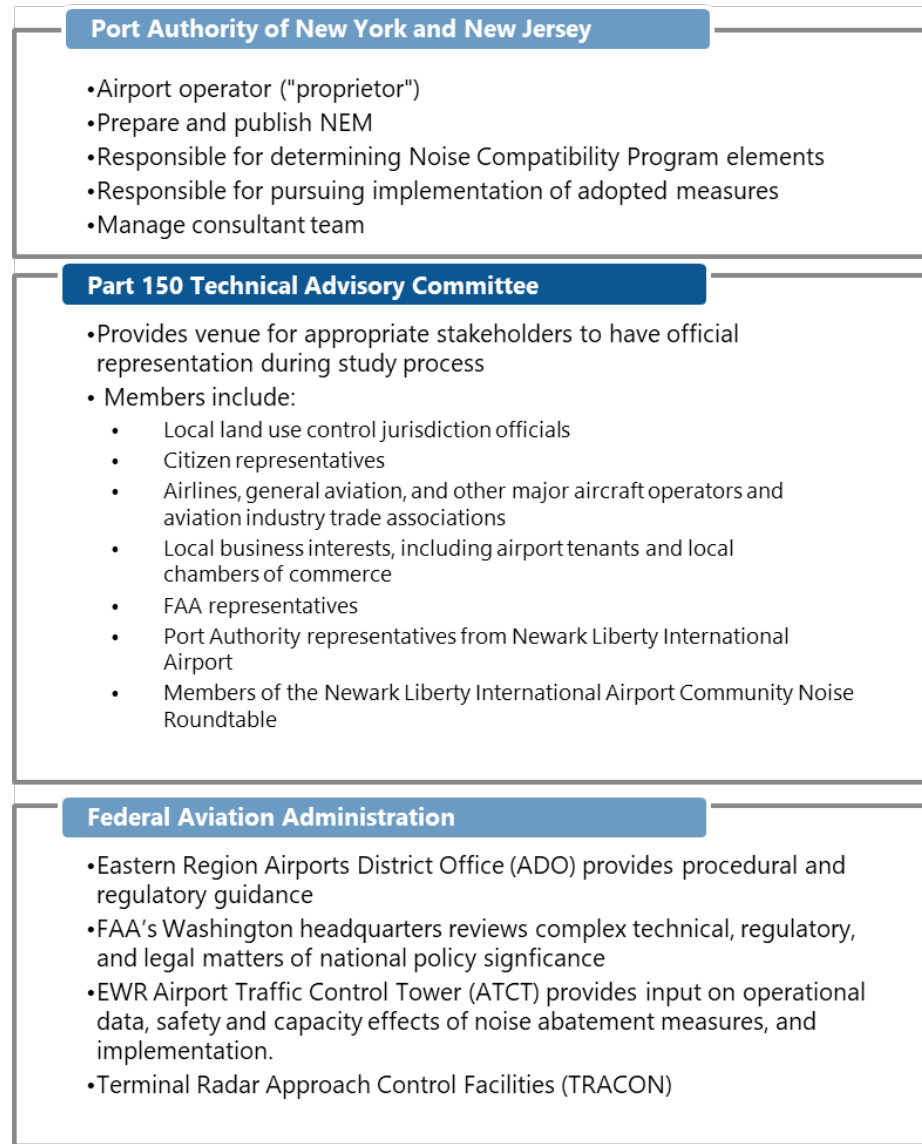 Port Authority of New York and New Jersey
•Airport operator ("proprietor")
•Prepare and publish NEM
•Responsible for determining Noise Compatibility Program elements
•Responsible for pursuing implementation of adopted measures
•Manage consultant team
Part 150 Technical Advisory Committee
•Provides venue for appropriate stakeholders to have official
representation during study process
• Members include:
• Local land use control jurisdiction officials
• Citizen representatives
• Airlines, general aviation, and other major aircraft operators and
aviation industry trade associations
• Local business interests, including airport tenants and local
chambers of commerce
• FAA representatives
• Port Authority representatives from Newark Liberty International
Airport
• Members of the Newark Liberty International Airport Community Noise
Roundtable
Federal Aviation Administration
•Eastern Region Airports District Office (ADO) provides procedural and
regulatory guidance
•FAA's Washington headquarters reviews complex technical, regulatory,
and legal matters of national policy signficance
•EWR Airport Traffic Control Tower (ATCT) provides input on operational
data, safety and capacity effects of noise abatement measures, and
implementation.
•Terminal Radar Approach Control Facilities (TRACON)